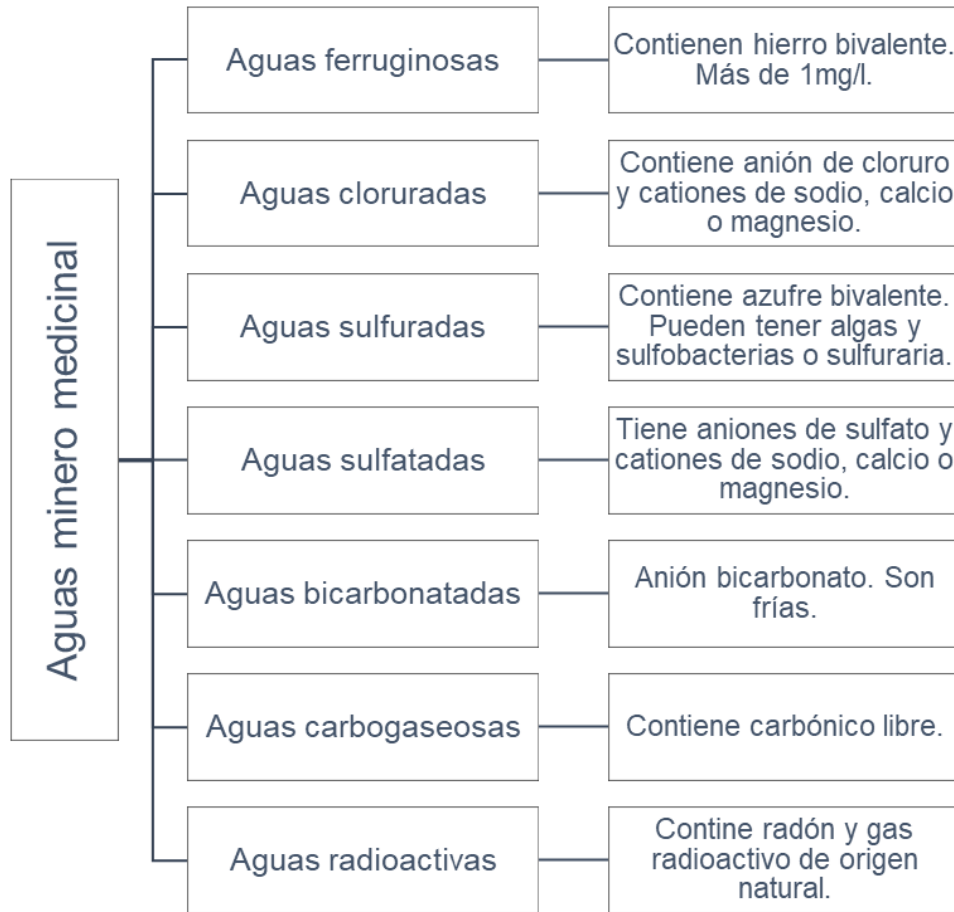 Aguas minero medicinal
Aguas ferruginosas
Contienen hierro bivalente.
Más de 1mg/l.
Aguas cloruradas
Contiene anión de cloruro
y cationes de sodio, calcio
o magnesio.
Aguas sulfuradas
Contiene azufre bivalente.
Pueden tener algas y
sulfobacterias o sulfuraria.
Aguas sulfatadas
Tiene aniones de sulfato y
cationes de sodio, calcio o
magnesio.
Aguas bicarbonatadas
Anión bicarbonato. Son
frías.
Aguas carbogaseosas
Contiene carbónico libre.
Aguas radioactivas
Contine radón y gas
radioactivo de origen
natural.